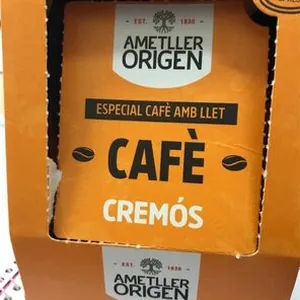 EST. 1830
AMETLLER
ORIGEN
ESPECIAL CAFÈ AMB LLET
CAFÈ
CREMÓS
EST. 1830
AMETLLER
ORIGEN